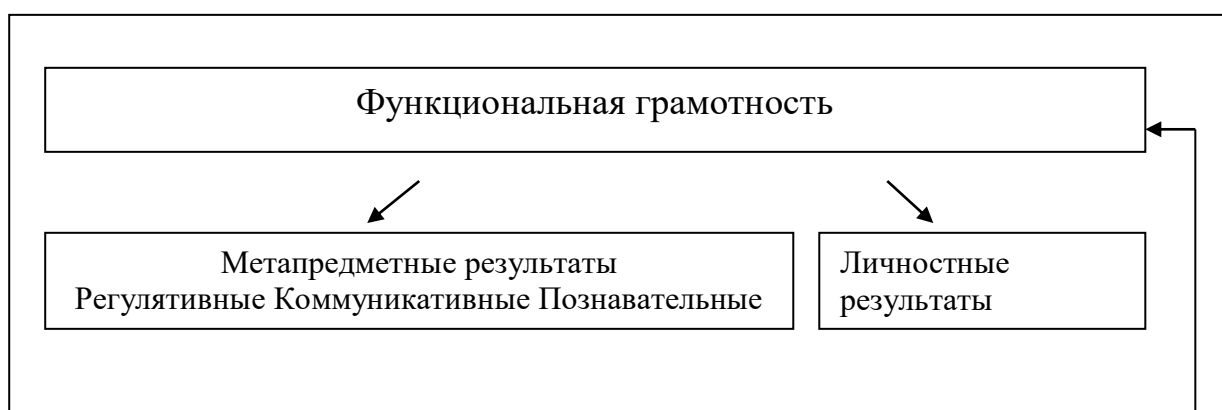 Функциональная грамотность
Метапредметные результаты
Регулятивные Коммуникативные Познавательные
Личностные
результаты